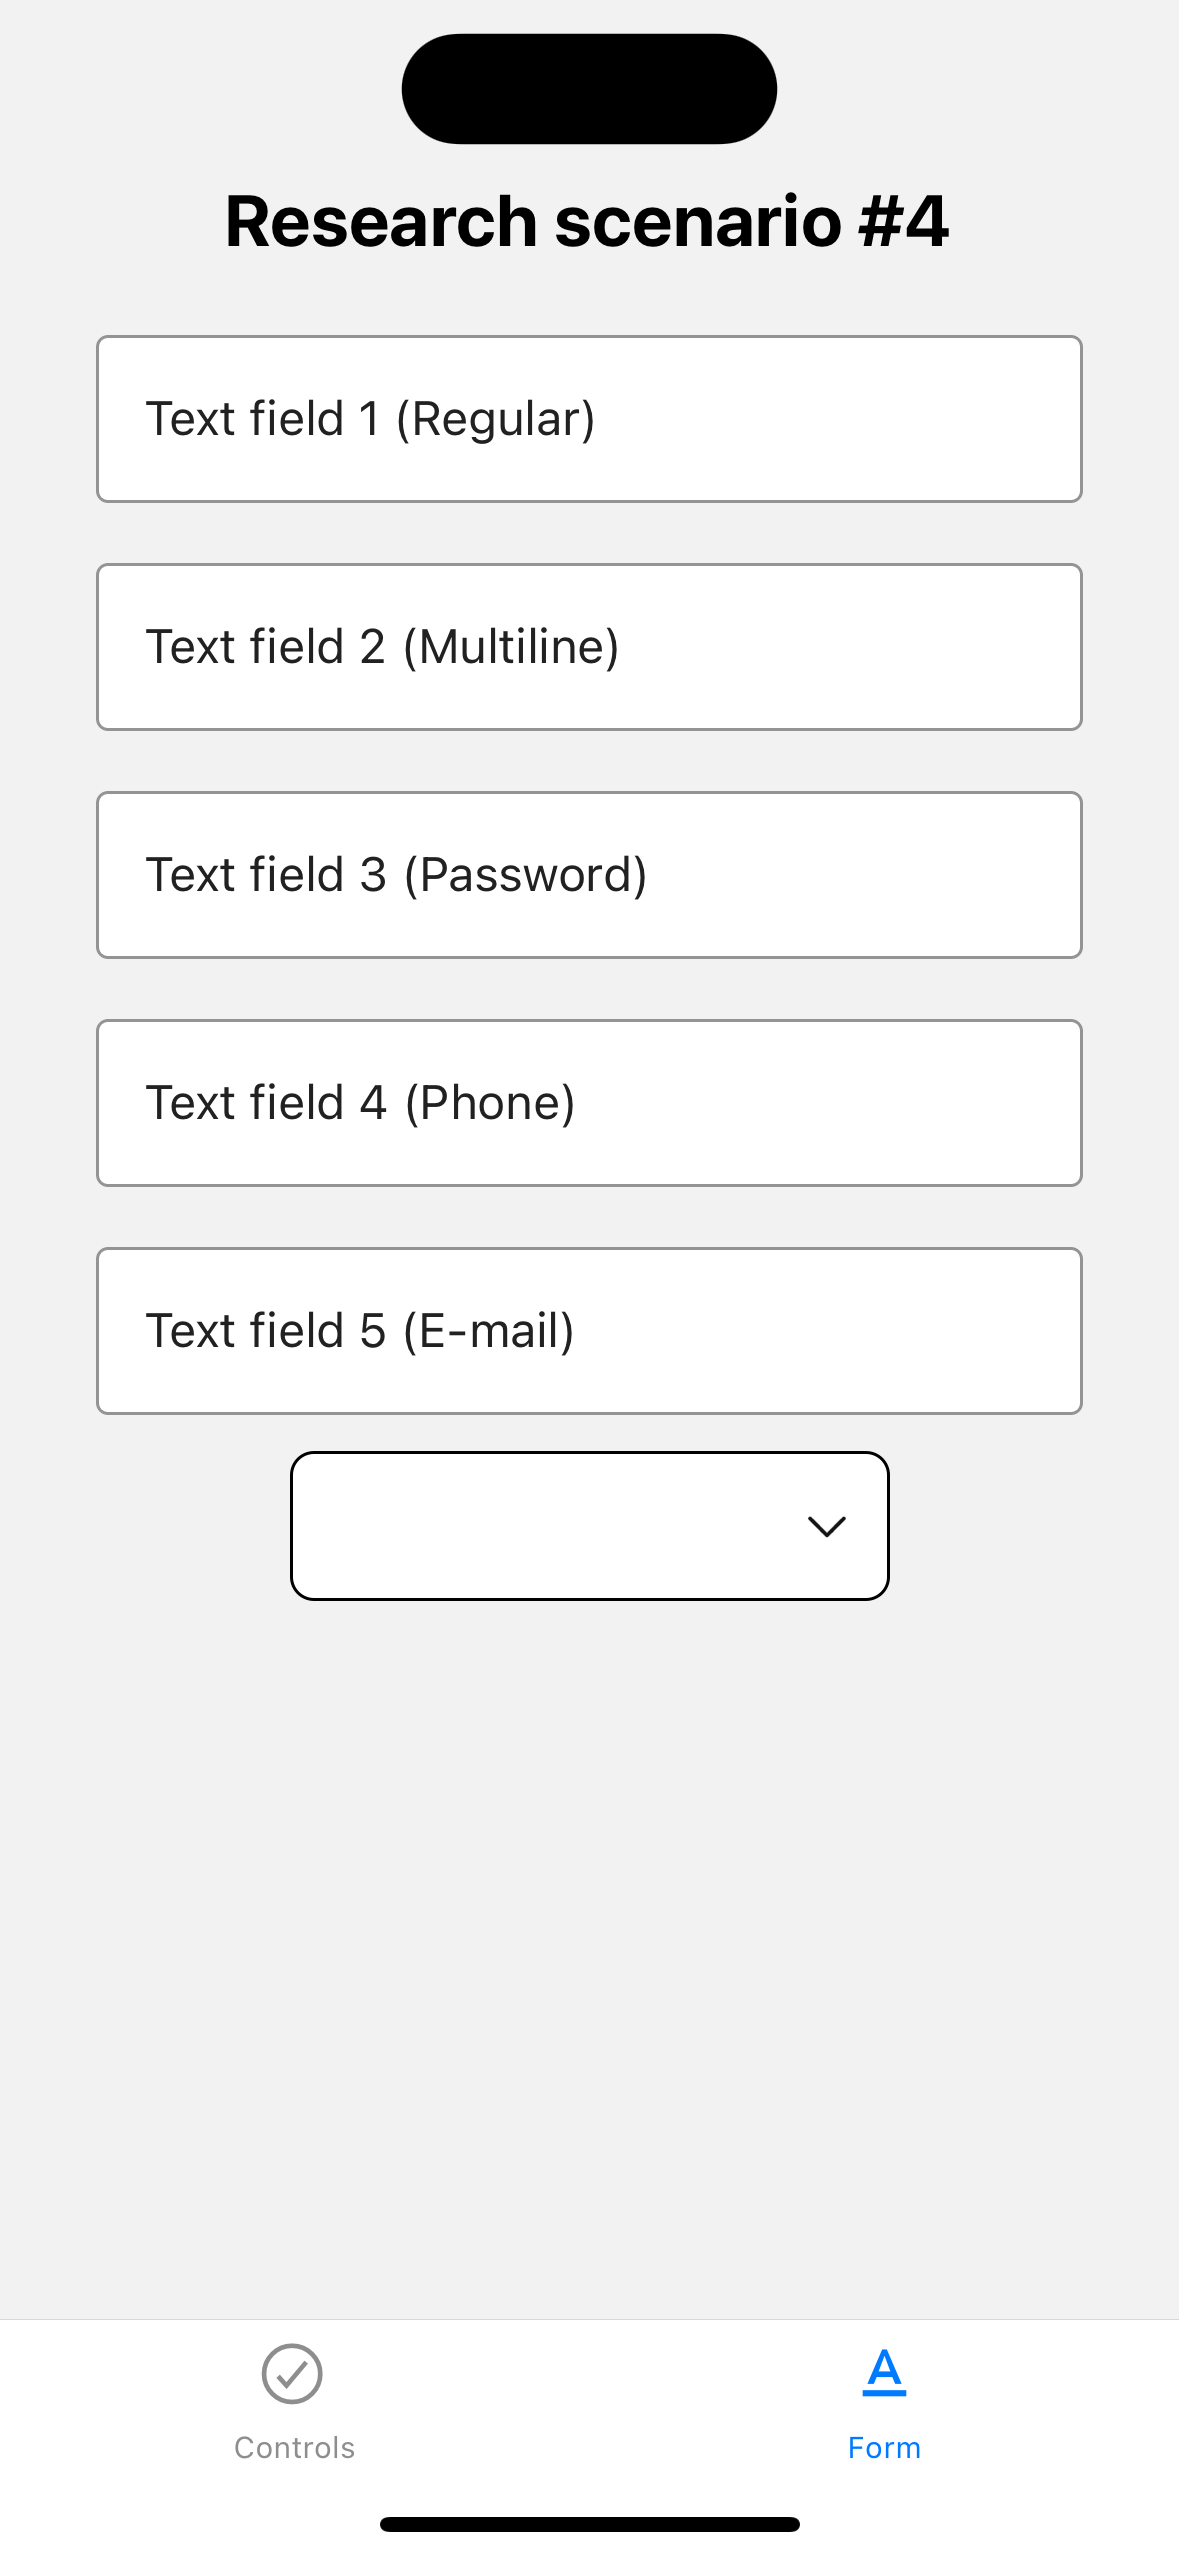 Research scenario #4
Text field 1 (Regular)
Text field 2 (Multiline)
Text field 3 (Password)
Text field 4 (Phone)
Text field 5 (E-mail)
Controls
Form